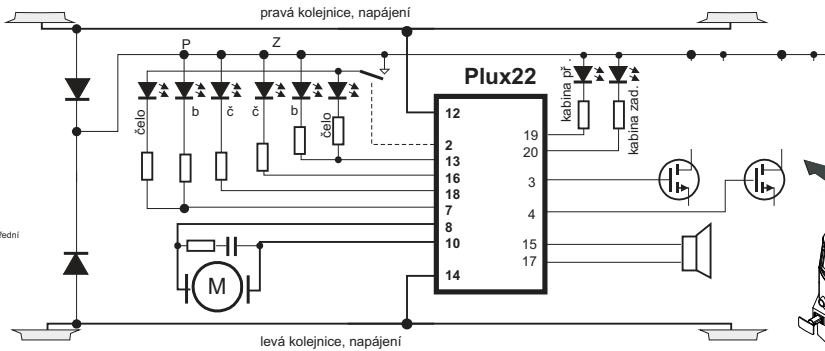 pravá kolejnice, napájení
P
Z
Plux22
kabina př.
kabina zad.
čelo
b
č
č
b
čelo
12
2
13
16
18
7
8
10
14
19
20
3
4
15
17
M
řední
levá kolejnice, napájení